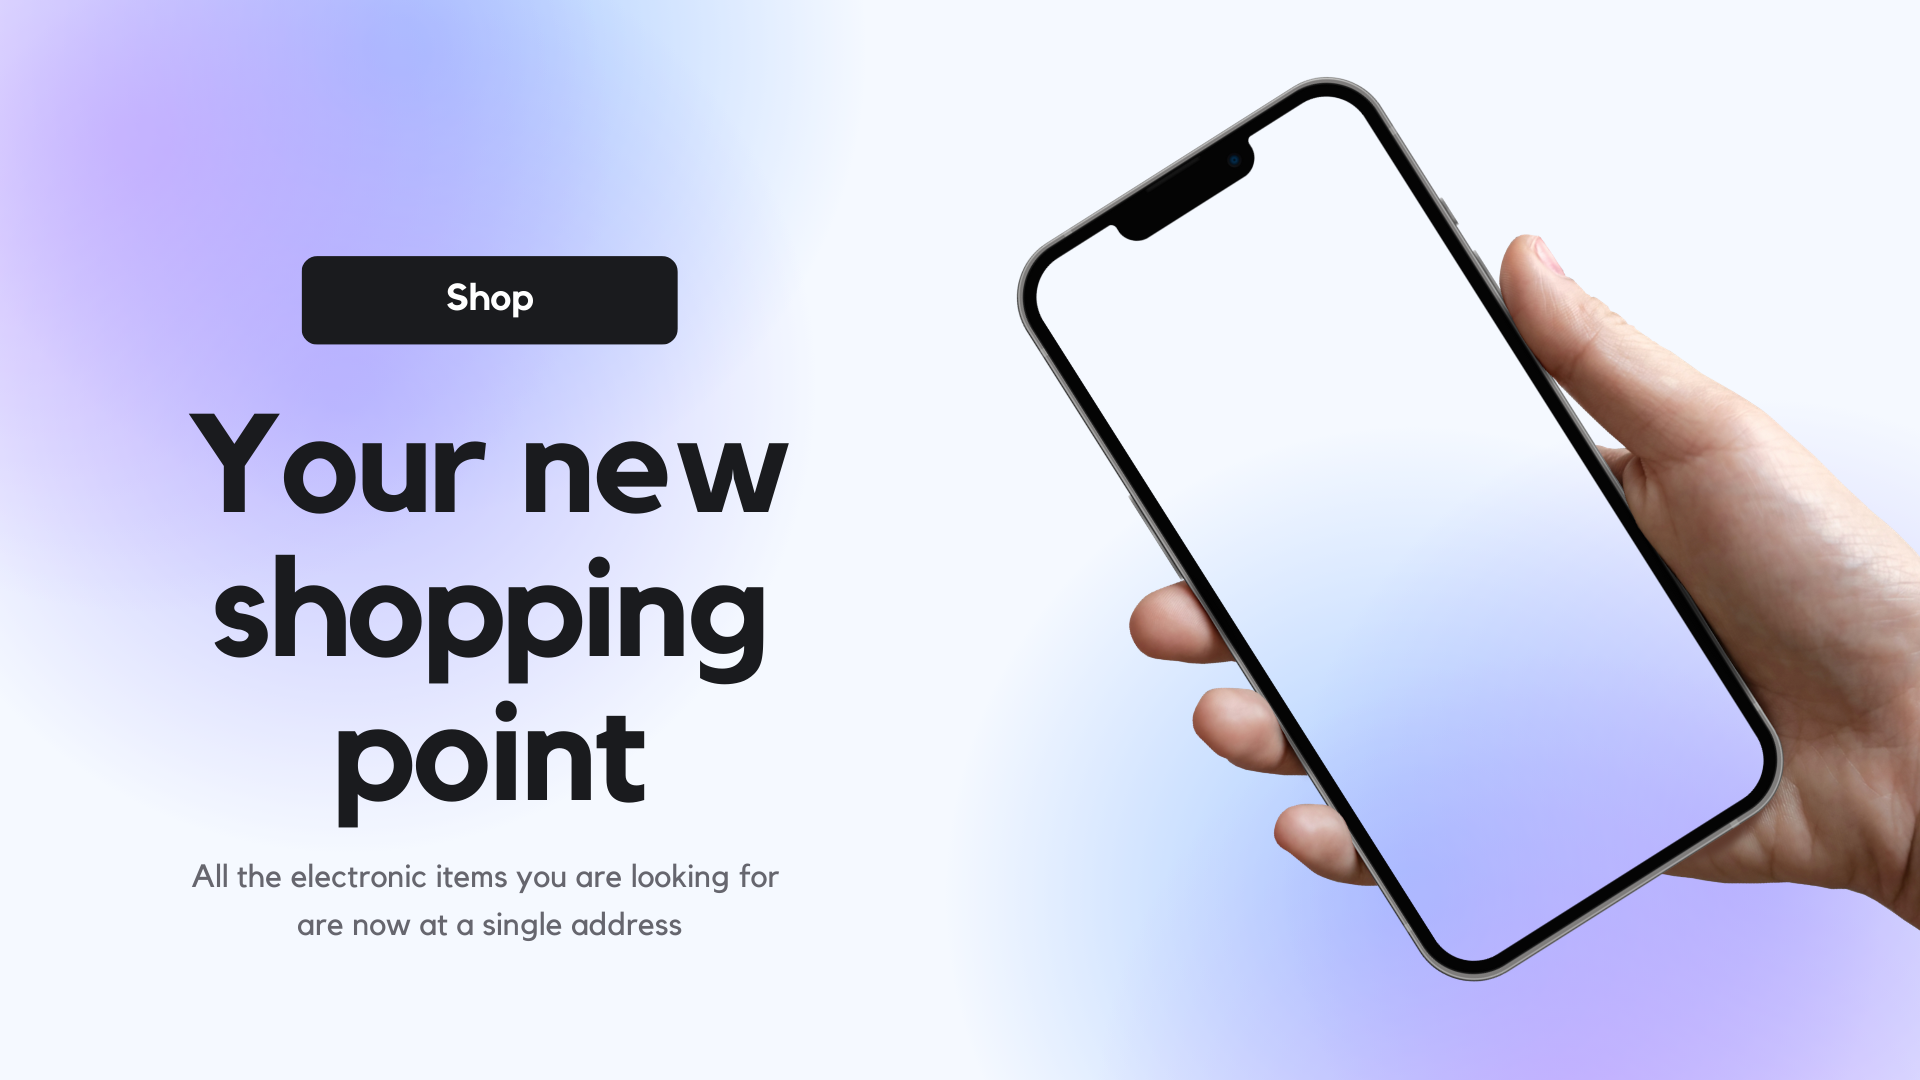 Shop
Your new
shopping
point
All the electronic items you are looking for
are now at a single address